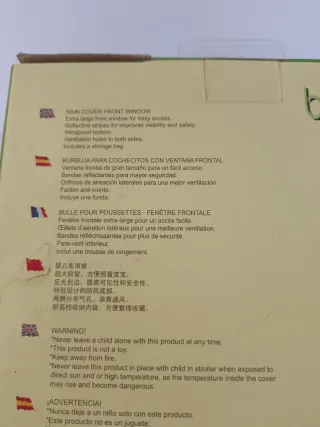 RAIN COVER-FRONT WINDOW
Extra-large front window for easy access.
Reflective stripes for improved visibility and safety.
Windproof bottom.
Ventilation holes in both sides.
Includes a storage bag.
BURBUJA PARA COCHECITOS CON VENTANA FRONTAL
Ventana frontal de gran tamaño para un fácil acceso.
Bandas reflectantes para mayor seguridad.
Orificios de aireación laterales para una mejor ventilación
Faldón anti-viento.
Incluye una funda.
BULLE POUR POUSSETTES - FENÊTRE FRONTALE
Fenêtre frontale extra-large pour un accès facile.
Œillets d'aération latéraux pour une meilleure ventilation.
Bandes réfléchissantes pour plus de sécurité.
Pare-vent inférieur.
Inclut une trousse de rengement.
婴儿车雨披
超大前窗，方便照看宝宝。
反光包边，提高可见性和安全性。
特别设计的防风底部。
两侧分布气孔，亲爽通风。
附高档收纳内袋，方便整理收藏。
WARNING!
*Never leave a child alone with this product at any time.
*This product is not a toy.
*Keep away from fire.
*Never leave this product in place with child in stroller when exposed to
direct sun and or high temperature, as the temperature inside the cover
may rise and become dangerous.
¡ADVERTENCIA!
*Nunca deje a un niño solo con este producto.
*Este producto no es un juguete.